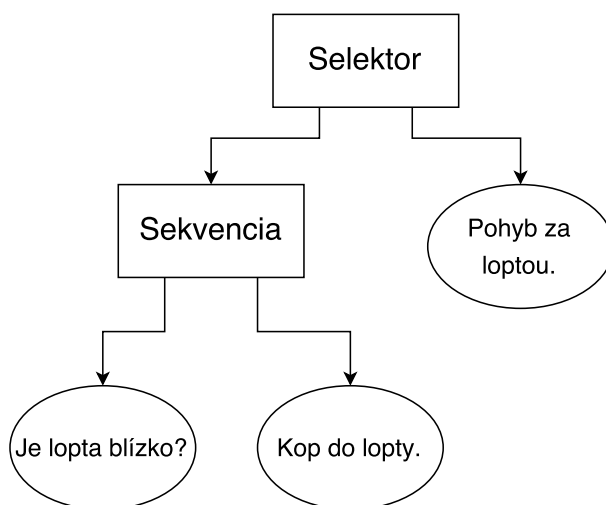 Selektor
Sekvencia
Pohyb za
loptou.
Je lopta blízko?
Kop do lopty.